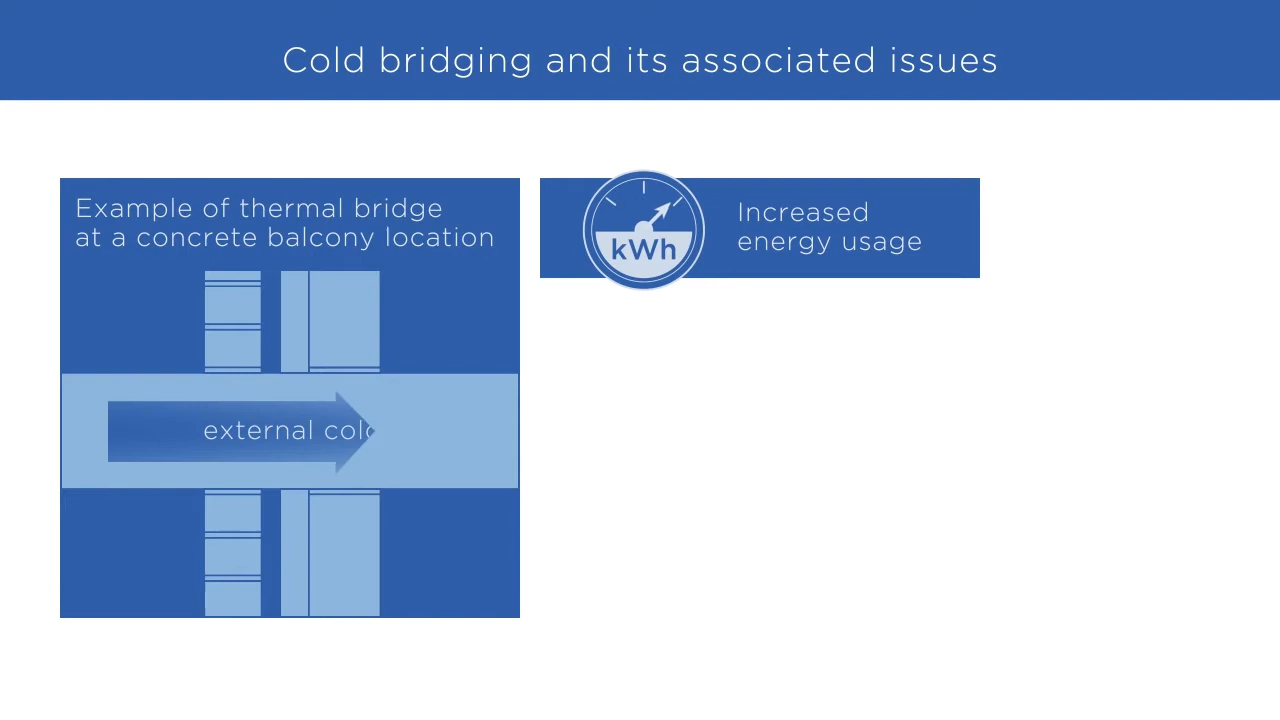 Cold bridging and its associated issues
Example of thermal bridge
at a concrete balcony location
external cold
kWh
Increased
energy usage